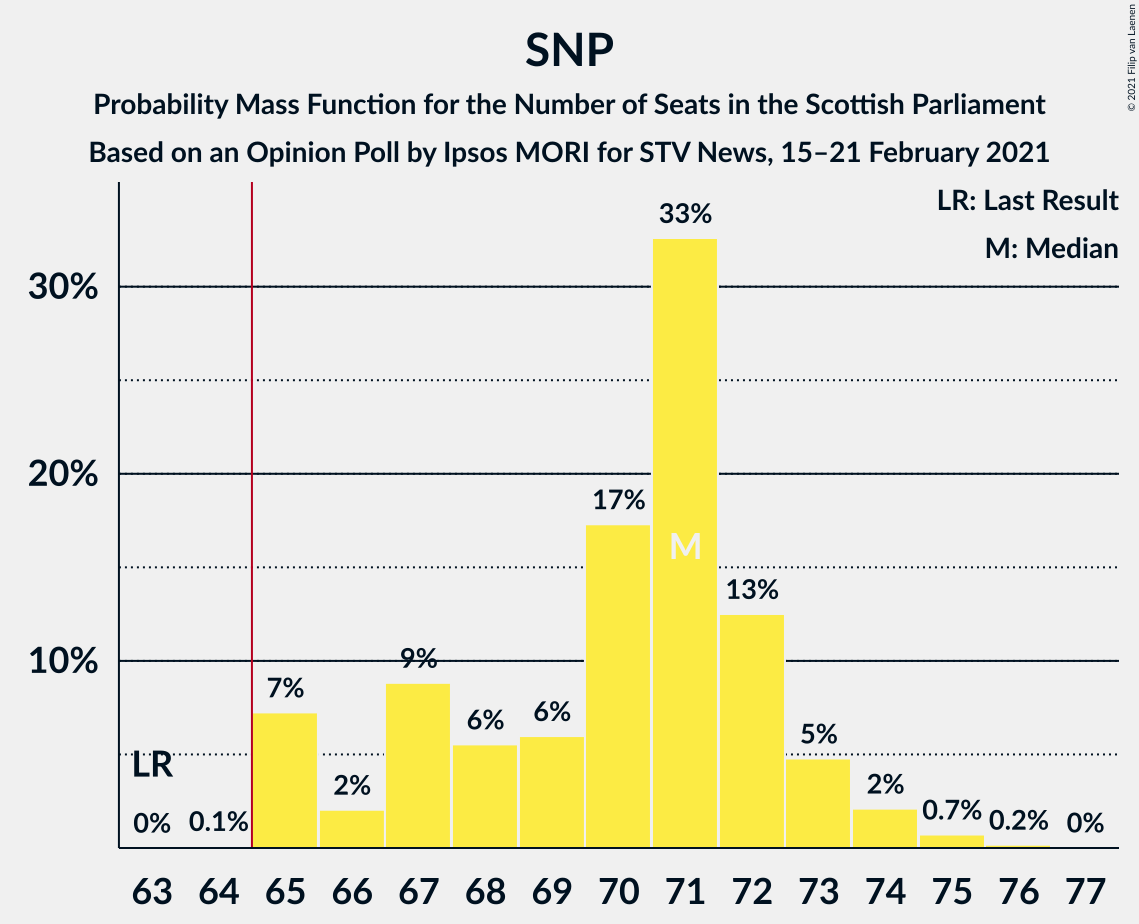 SNP
Probability Mass Function for the Number of Seats in the Scottish Parliament
Based on an Opinion Poll by Ipsos MORI for STV News, 15–21 February 2021
© 2021 Filip van Laenen
LR: Last Result
M: Median
33%
30%
20%
17%
M
13%
10%
9%
7%
6%
6%
5%
LR
2%
2%
0%
0.1%
0.7%
0.2%
0%
63 64 65 66 67 68 69 70 71 72 73 74 75 76 77